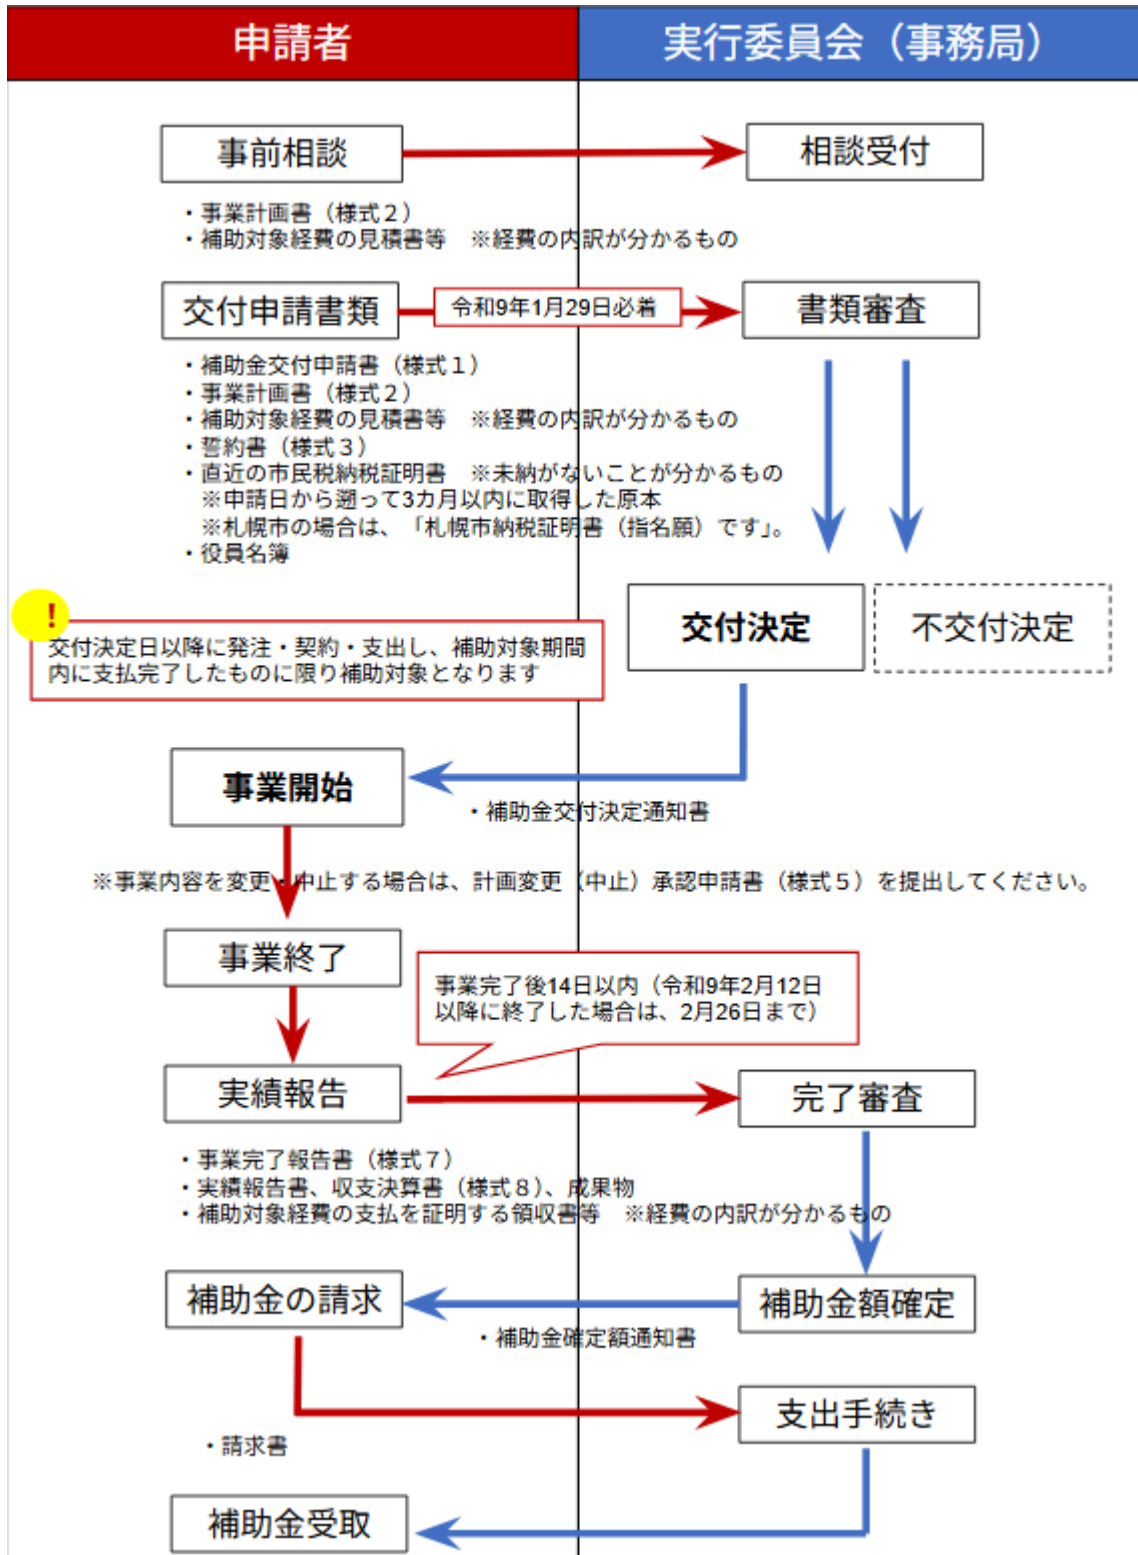 申請者
実行委員会（事務局）
事前相談
相談受付
・事業計画書（様式２）
・補助対象経費の見積書等　※経費の内訳が分かるもの
交付申請書類
令和9年1月29日必着
書類審査
・補助金交付申請書（様式１）
・事業計画書（様式２）
・補助対象経費の見積書等　※経費の内訳が分かるもの
・誓約書（様式３）
・直近の市民税納税証明書　※未納がないことが分かるもの
※申請日から遡って3カ月以内に取得した原本
※札幌市の場合は、「札幌市納税証明書（指名願）です」。
・役員名簿
交付決定
不交付決定
！
交付決定日以降に発注・契約・支出し、補助対象期間
内に支払完了したものに限り補助対象となります
事業開始
・補助金交付決定通知書
※事業内容を変更・中止する場合は、計画変更（中止）承認申請書（様式５）を提出してください。
事業終了
事業完了後14日以内（令和9年2月12日
以降に終了した場合は、2月26日まで）
実績報告
完了審査
・事業完了報告書（様式７）
・実績報告書、収支決算書（様式８）、成果物
・補助対象経費の支払を証明する領収書等　※経費の内訳が分かるもの
補助金の請求
補助金額確定
・補助金確定額通知書
支出手続き
・請求書
補助金受取